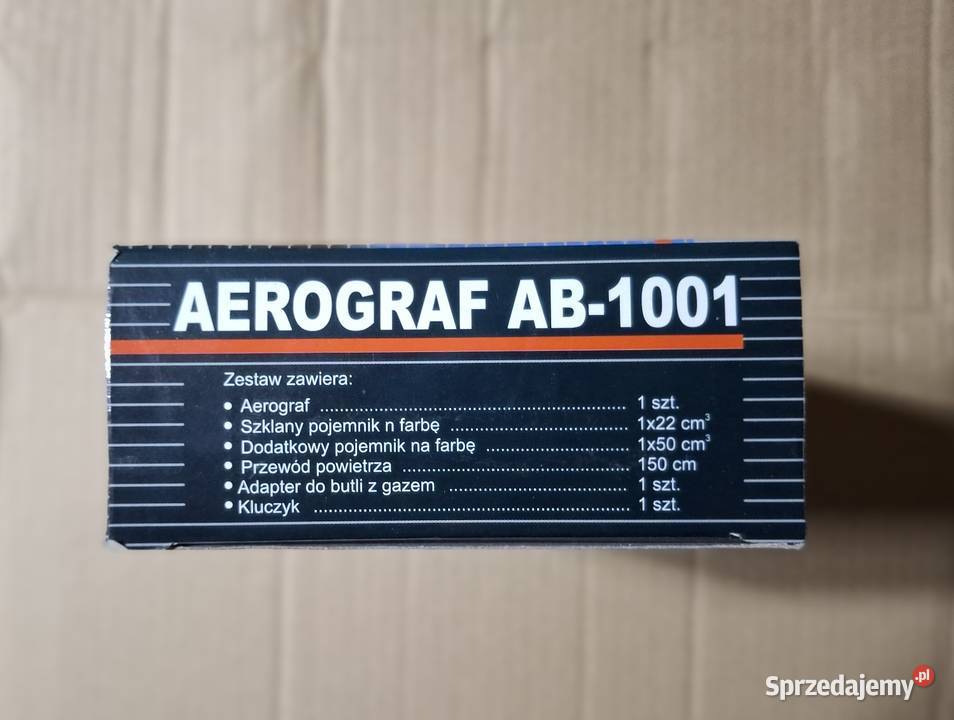 AEROGRAF AB-1001
Zestaw zawiera:
• Aerograf ........................................................... 1 szt.
• Szklany pojemnik n farbę .................................. 1x22 cm³
• Dodatkowy pojemnik na farbę ........................... 1x50 cm³
• Przewód powietrza ........................................... 150 cm
• Adapter do butli z gazem .................................. 1 szt.
• Kluczyk ............................................................. 1 szt.
Sprzedajemy.pl